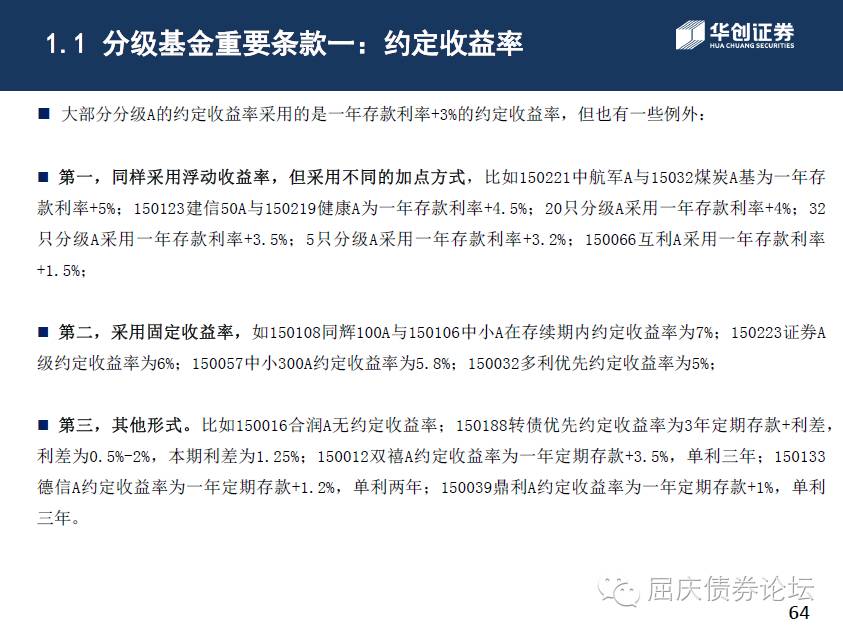 1.1 分级基金重要条款一：约定收益率
华创证券
HUA CHUANG SECURITIES
■ 大部分分级A的约定收益率采用的是一年存款利率+3%的约定收益率，但也有一些例外：
■ 第一，同样采用浮动收益率，但采用不同的加点方式，比如150221中航军A与15032煤炭A基为一年存
款利率+5%；150123建信50A与150219健康A为一年存款利率+4.5%；20只分级A采用一年存款利率+4%；32
只分级A采用一年存款利率+3.5%；5只分级A采用一年存款利率+3.2%；150066互利A采用一年存款利率
+1.5%；
■ 第二，采用固定收益率，如150108同辉100A与150106中小A在存续期内约定收益率为7%；150223证券A
级约定收益率为6%；150057中小300A约定收益率为5.8%；150032多利优先约定收益率为5%；
■ 第三，其他形式。比如150016合润A无约定收益率；150188转债优先约定收益率为3年定期存款+利差，
利差为0.5%-2%，本期利差为1.25%；150012双禧A约定收益率为一年定期存款+3.5%，单利三年；150133
德信A约定收益率为一年定期存款+1.2%，单利两年；150039鼎利A约定收益率为一年定期存款+1%，单利
三年。
屈庆债券论坛
64